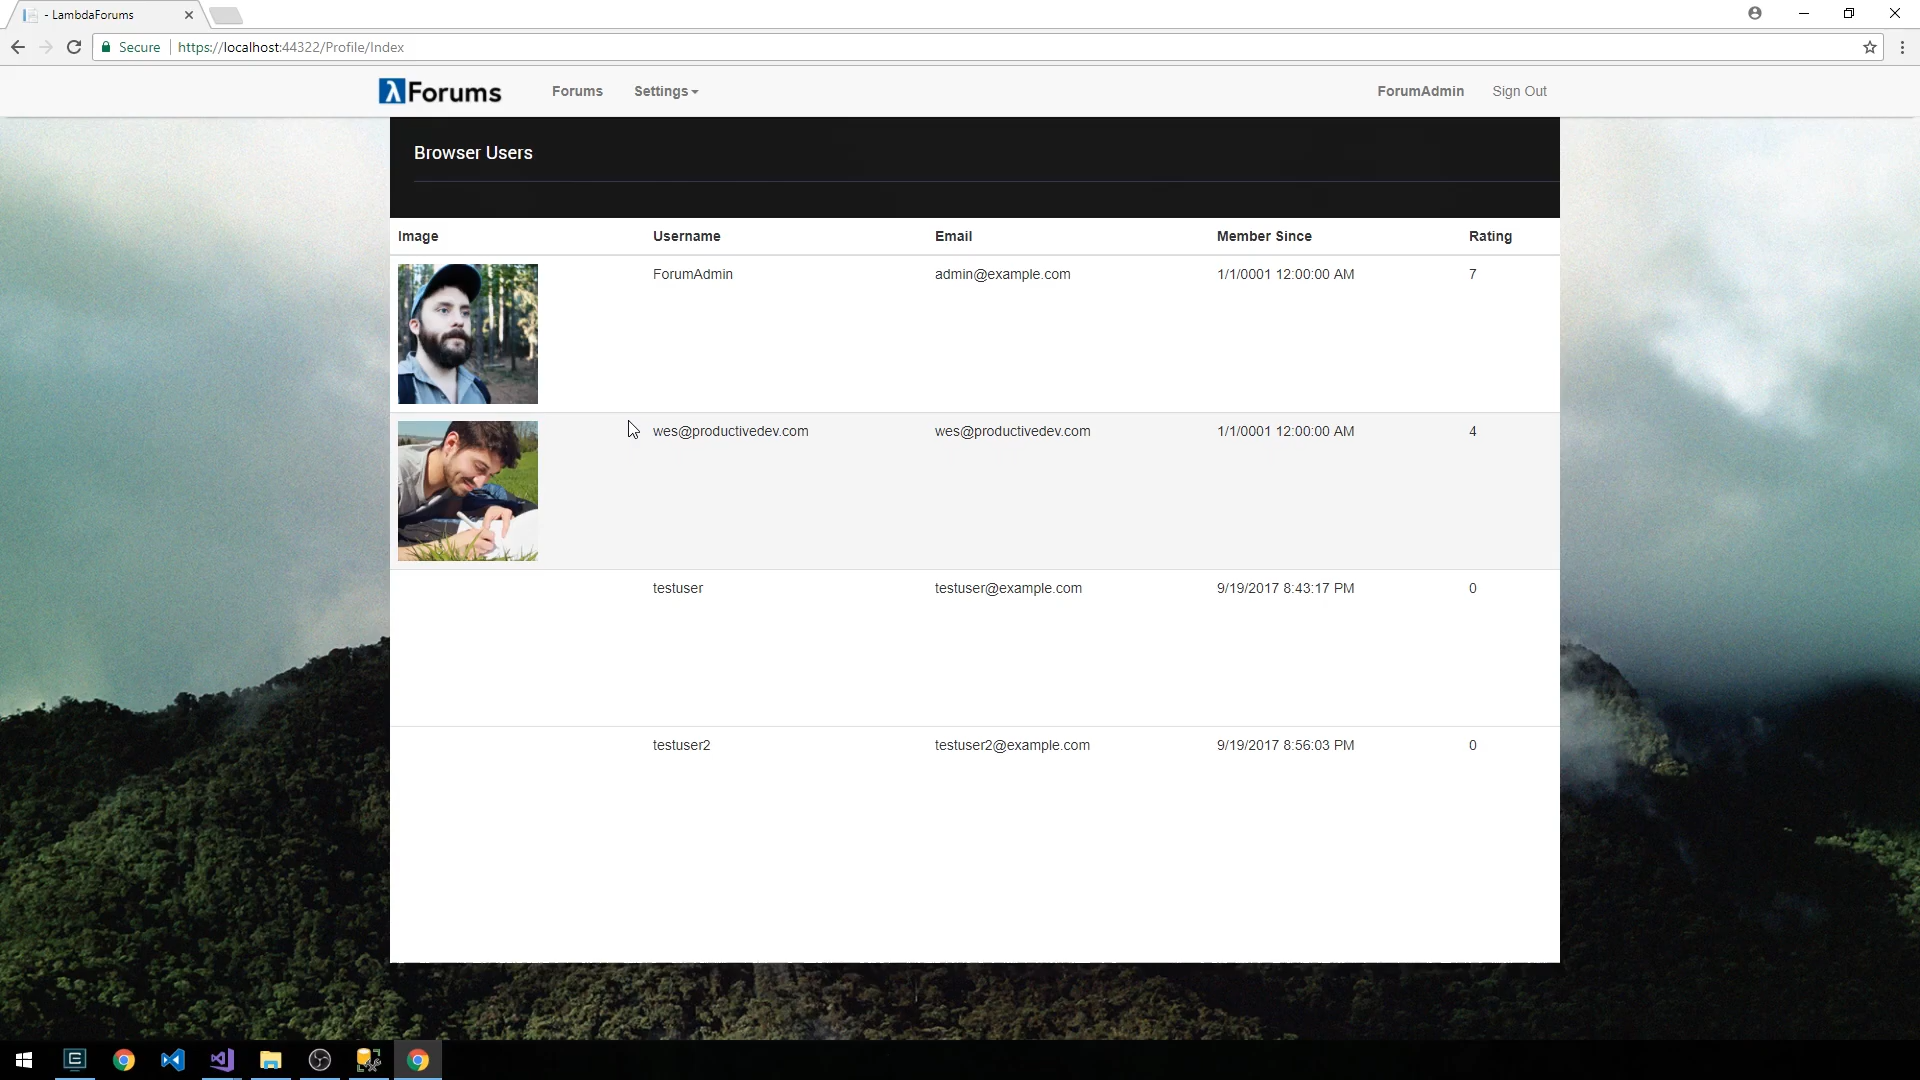 - LambdaForums
Secure https://localhost:44322/Profile/Index
λForums Forums Settings ForumAdmin Sign Out
Browser Users
Image Username Email Member Since Rating
ForumAdmin admin@example.com 1/1/0001 12:00:00 AM 7
wes@productivedev.com wes@productivedev.com 1/1/0001 12:00:00 AM 4
testuser testuser@example.com 9/19/2017 8:43:17 PM 0
testuser2 testuser2@example.com 9/19/2017 8:56:03 PM 0